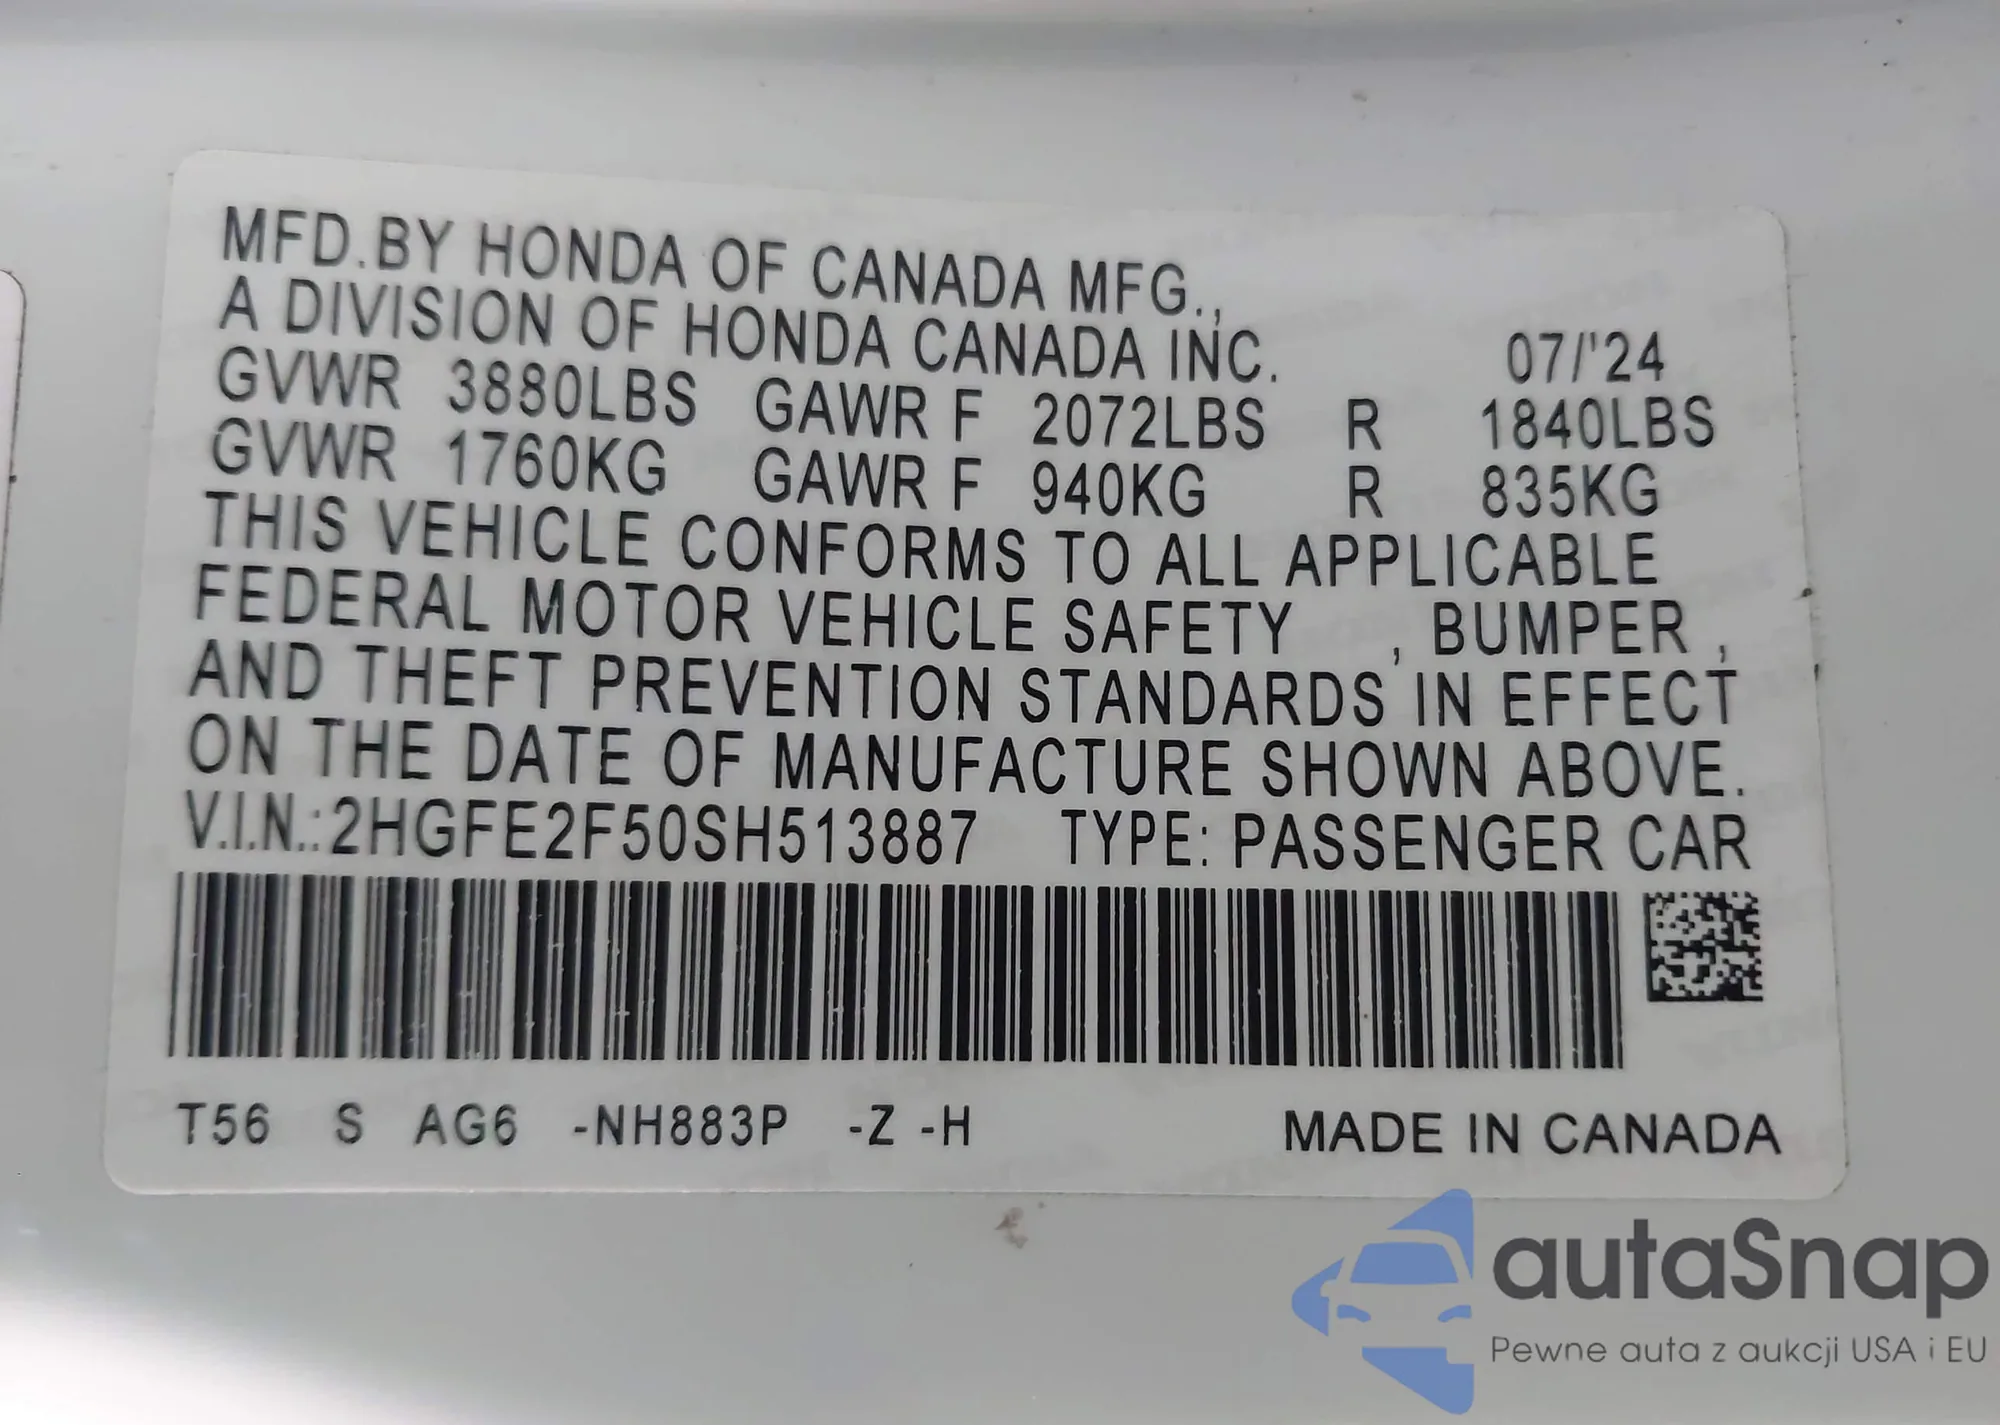 MFD.BY HONDA OF CANADA MFG.,
A DIVISION OF HONDA CANADA INC. 07/'24
GVWR 3880LBS GAWR F 2072LBS R 1840LBS
GVWR 1760KG GAWR F 940KG R 835KG
THIS VEHICLE CONFORMS TO ALL APPLICABLE
FEDERAL MOTOR VEHICLE SAFETY , BUMPER ,
AND THEFT PREVENTION STANDARDS IN EFFECT
ON THE DATE OF MANUFACTURE SHOWN ABOVE.
V.I.N.:2HGFE2F50SH513887 TYPE: PASSENGER CAR
T56 S AG6 -NH883P -Z -H MADE IN CANADA
autaSnap
Pewne auta z aukcji USA i EU